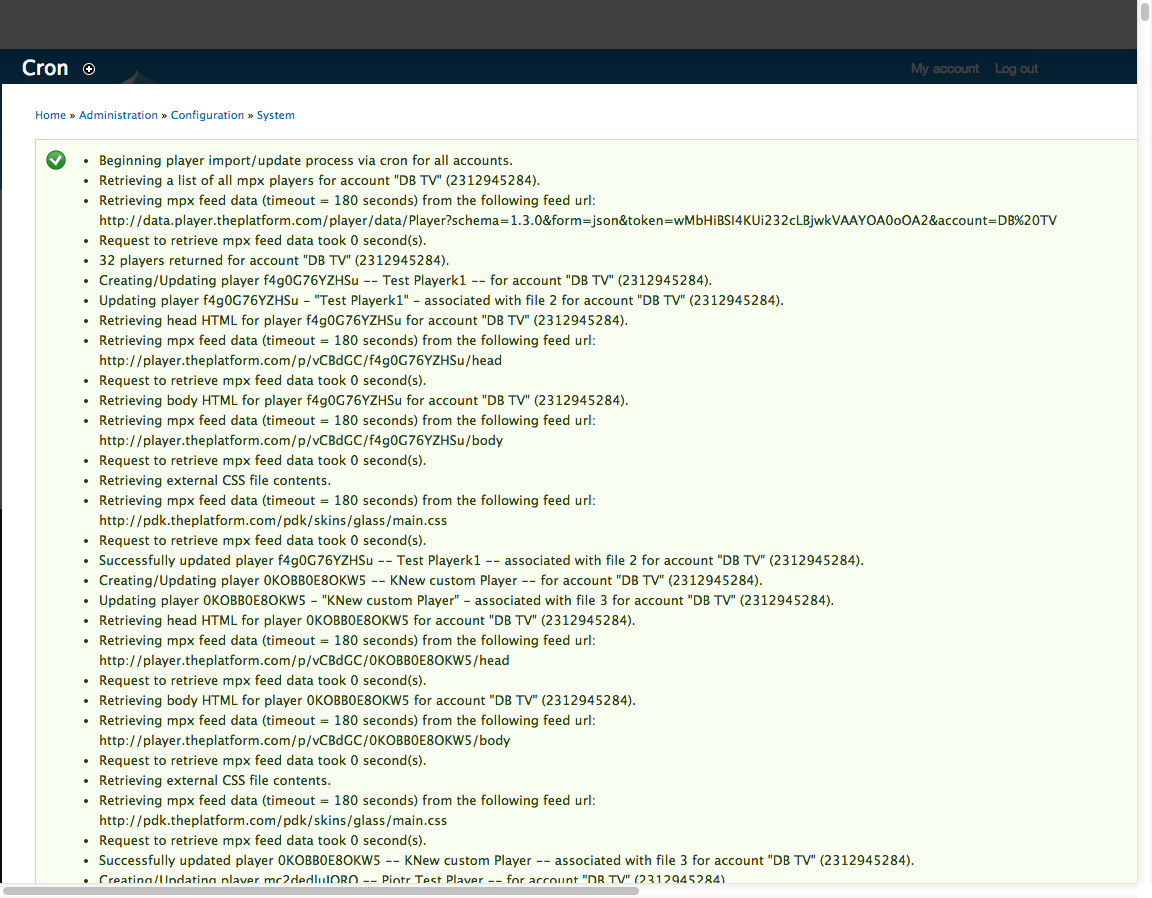 Cron
My account Log out
Home » Administration » Configuration » System
• Beginning player import/update process via cron for all accounts.
• Retrieving a list of all mpx players for account "DB TV" (2312945284).
• Retrieving mpx feed data (timeout = 180 seconds) from the following feed url:
http://data.player.theplatform.com/player/data/Player?schema=1.3.0&form=json&token=wMbHiBSI4KUi232cLBjwkVAAYOA0oOA2&account=DB%20TV
• Request to retrieve mpx feed data took 0 second(s).
• 32 players returned for account "DB TV" (2312945284).
• Creating/Updating player f4g0G76YZHSu -- Test Playerk1 -- for account "DB TV" (2312945284).
• Updating player f4g0G76YZHSu - "Test Playerk1" - associated with file 2 for account "DB TV" (2312945284).
• Retrieving head HTML for player f4g0G76YZHSu for account "DB TV" (2312945284).
• Retrieving mpx feed data (timeout = 180 seconds) from the following feed url:
http://player.theplatform.com/p/vCBdGC/f4g0G76YZHSu/head
• Request to retrieve mpx feed data took 0 second(s).
• Retrieving body HTML for player f4g0G76YZHSu for account "DB TV" (2312945284).
• Retrieving mpx feed data (timeout = 180 seconds) from the following feed url:
http://player.theplatform.com/p/vCBdGC/f4g0G76YZHSu/body
• Request to retrieve mpx feed data took 0 second(s).
• Retrieving external CSS file contents.
• Retrieving mpx feed data (timeout = 180 seconds) from the following feed url:
http://pdk.theplatform.com/pdk/skins/glass/main.css
• Request to retrieve mpx feed data took 0 second(s).
• Successfully updated player f4g0G76YZHSu -- Test Playerk1 -- associated with file 2 for account "DB TV" (2312945284).
• Creating/Updating player 0KOBB0E8OKW5 -- KNew custom Player -- for account "DB TV" (2312945284).
• Updating player 0KOBB0E8OKW5 - "KNew custom Player" - associated with file 3 for account "DB TV" (2312945284).
• Retrieving head HTML for player 0KOBB0E8OKW5 for account "DB TV" (2312945284).
• Retrieving mpx feed data (timeout = 180 seconds) from the following feed url:
http://player.theplatform.com/p/vCBdGC/0KOBB0E8OKW5/head
• Request to retrieve mpx feed data took 0 second(s).
• Retrieving body HTML for player 0KOBB0E8OKW5 for account "DB TV" (2312945284).
• Retrieving mpx feed data (timeout = 180 seconds) from the following feed url:
http://player.theplatform.com/p/vCBdGC/0KOBB0E8OKW5/body
• Request to retrieve mpx feed data took 0 second(s).
• Retrieving external CSS file contents.
• Retrieving mpx feed data (timeout = 180 seconds) from the following feed url:
http://pdk.theplatform.com/pdk/skins/glass/main.css
• Request to retrieve mpx feed data took 0 second(s).
• Successfully updated player 0KOBB0E8OKW5 -- KNew custom Player -- associated with file 3 for account "DB TV" (2312945284).
• Creating/Updating player -- Piotr Test Player -- for account "DB TV" (2312945284)